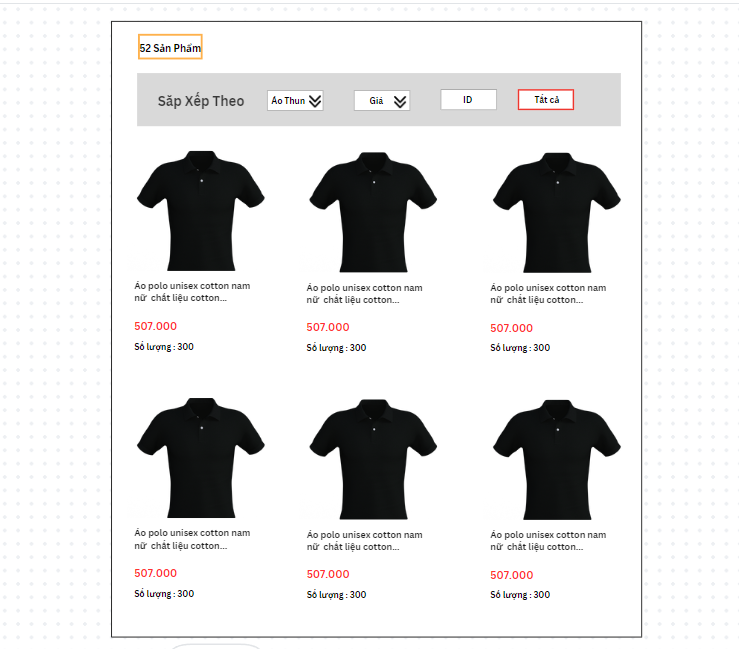 52 Sản Phẩm
Sắp Xếp Theo Áo Thun Giá ID Tất cả
Áo polo unisex cotton nam Áo polo unisex cotton nam Áo polo unisex cotton nam
nữ chất liệu cotton... nữ chất liệu cotton... nữ chất liệu cotton...
507.000 507.000 507.000
Số lượng : 300 Số lượng : 300 Số lượng : 300
Áo polo unisex cotton nam Áo polo unisex cotton nam Áo polo unisex cotton nam
nữ chất liệu cotton... nữ chất liệu cotton... nữ chất liệu cotton...
507.000 507.000 507.000
Số lượng : 300 Số lượng : 300 Số lượng : 300